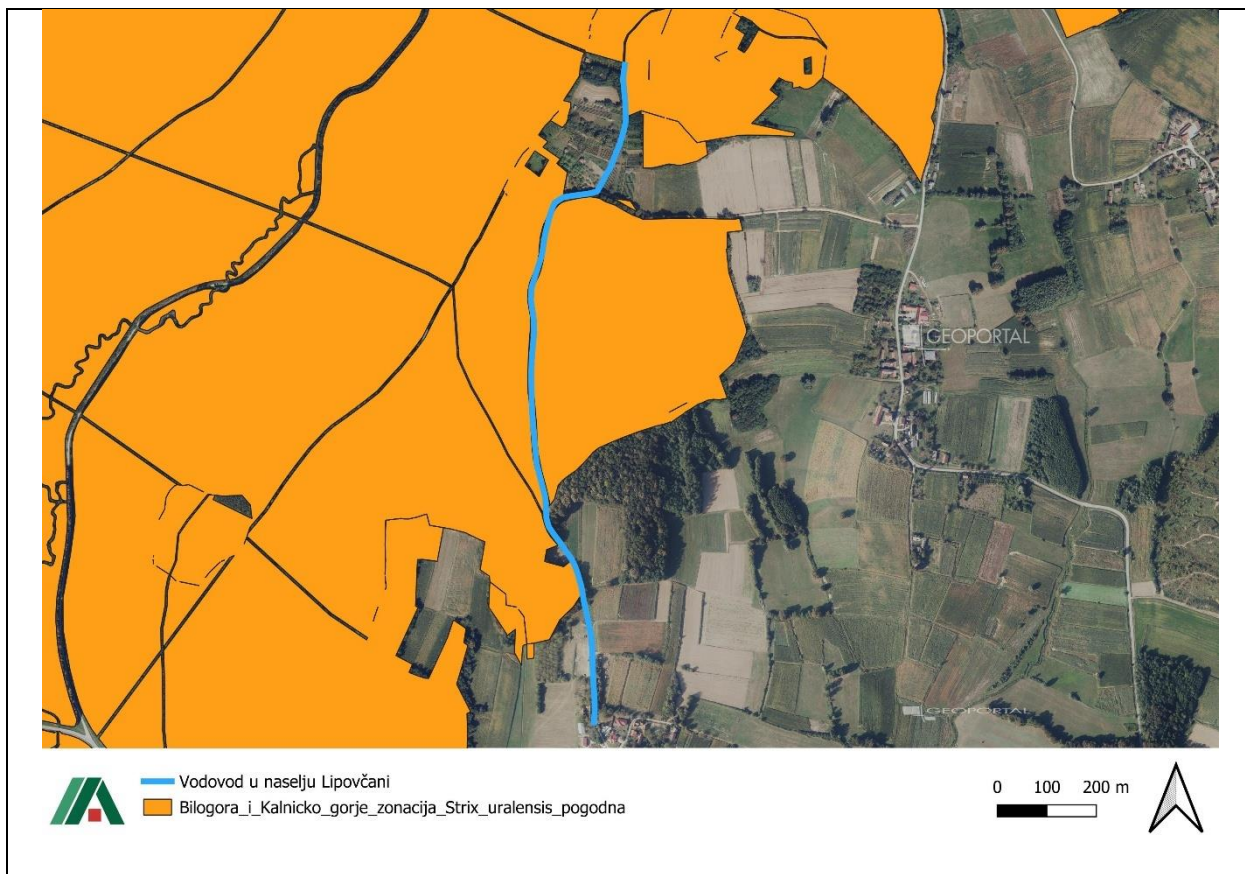 GEOPORTAL
GEOPORTAL
Vodovod u naselju Lipovčani
Bilogora_i_Kalnicko_gorje_zonacija_Strix_uralensis_pogodna
0 100 200 m